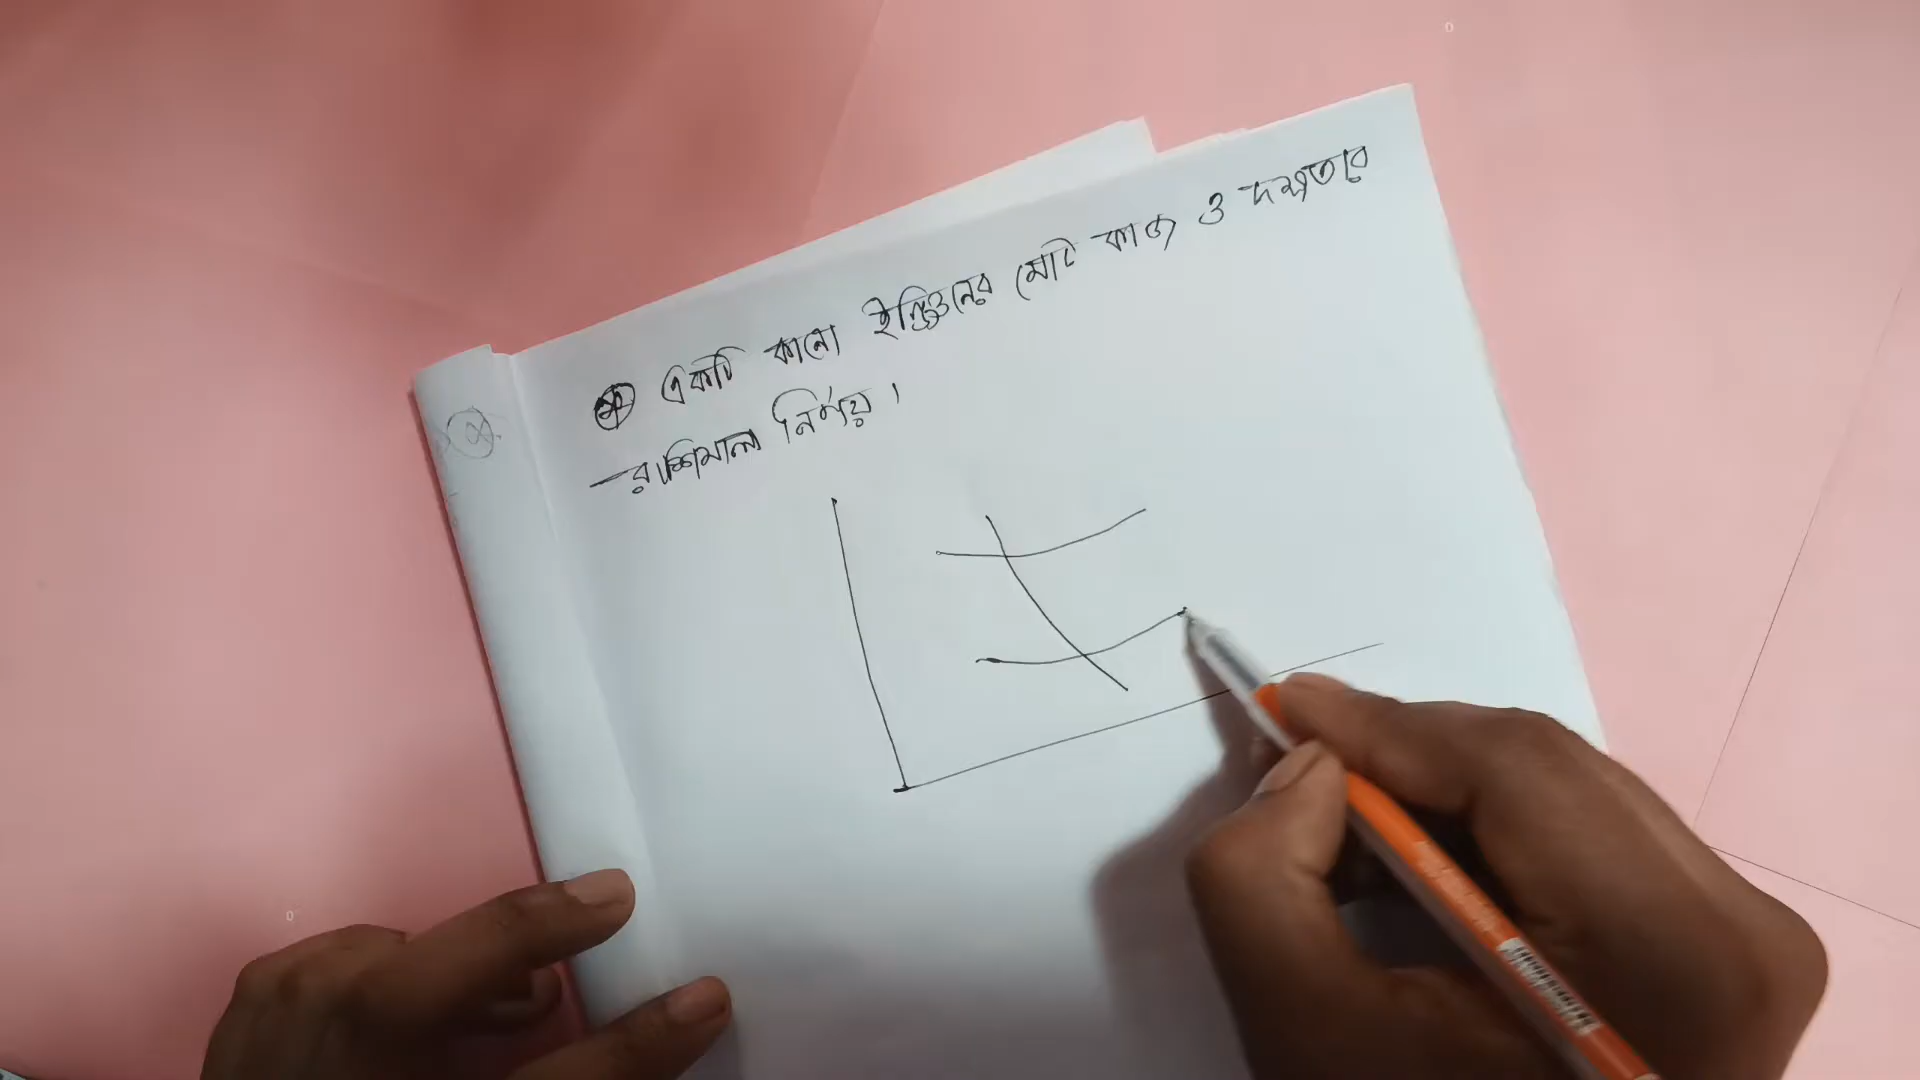 একটি কার্নো ইঞ্জিনের মোট কাজ ও দক্ষতার
রাশিমালা নির্ণয়।